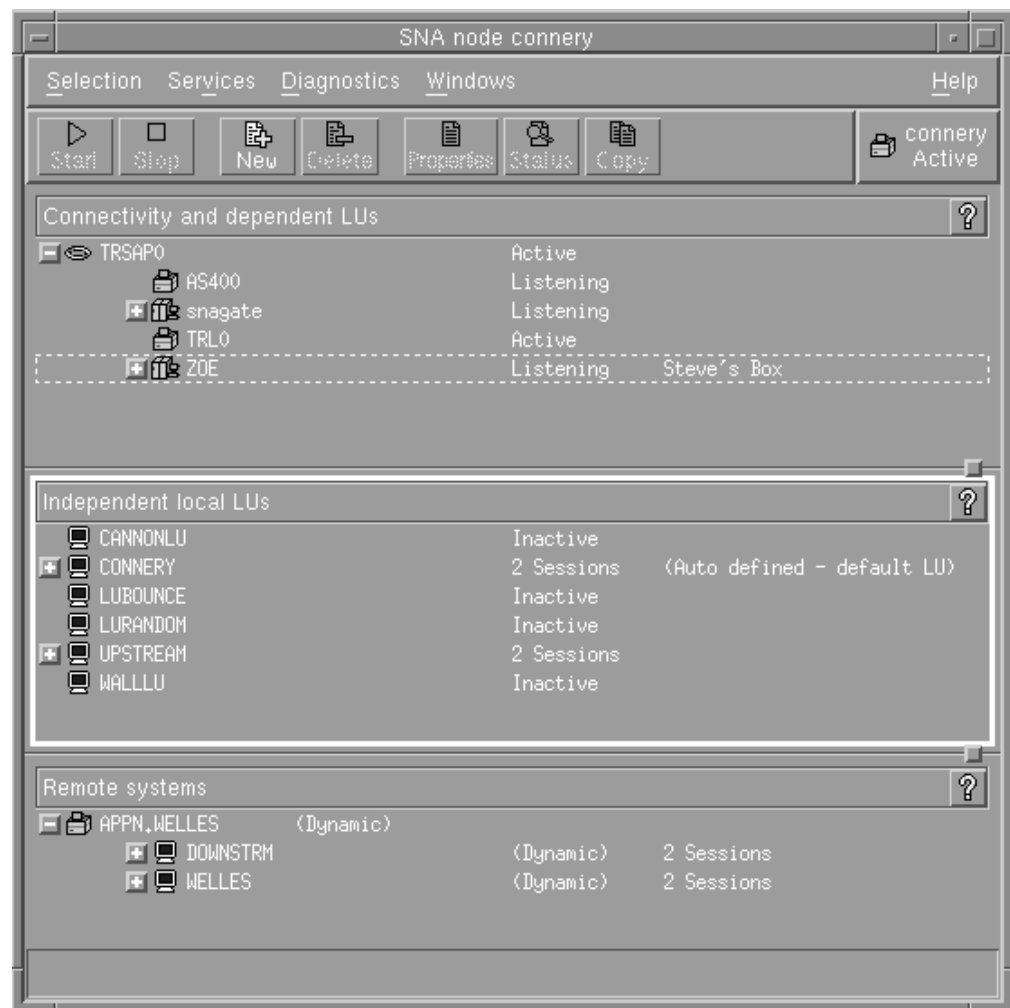 SNA node connery
Selection Services Diagnostics Windows Help
Start Stop New Delete Properties Status Copy connery Active
Connectivity and dependent LUs ?
TRSAP0 Active
AS400 Listening
snagate Listening
TRL0 Active
ZOE Listening Steve's Box
Independent local LUs ?
CANNONLU Inactive
CONNERY 2 Sessions (Auto defined - default LU)
LUBOUNCE Inactive
LURANDOM Inactive
UPSTREAM 2 Sessions
WALLLU Inactive
Remote systems ?
APPN.WELLES (Dynamic)
DOWNSTRM (Dynamic) 2 Sessions
WELLES (Dynamic) 2 Sessions